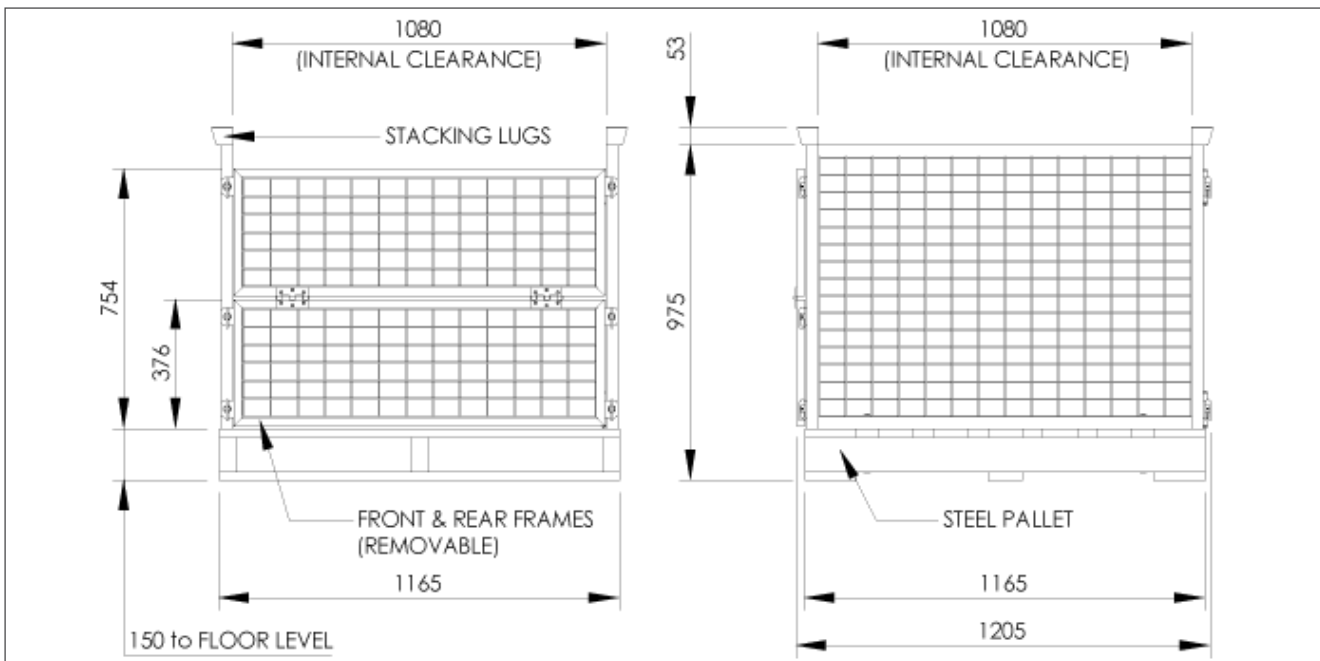 1080
(INTERNAL CLEARANCE)
STACKING LUGS
754
376
FRONT & REAR FRAMES
(REMOVABLE)
1165
150 to FLOOR LEVEL
1080
(INTERNAL CLEARANCE)
53
975
STEEL PALLET
1165
1205